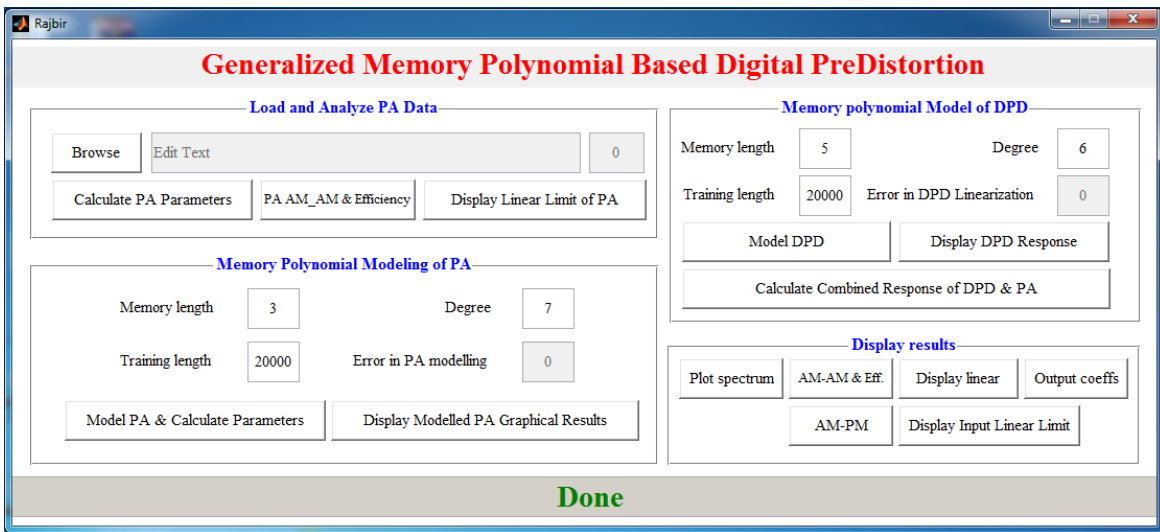 Rajbir
Generalized Memory Polynomial Based Digital PreDistortion
Load and Analyze PA Data
Browse Edit Text 0
Calculate PA Parameters PA AM_AM & Efficiency Display Linear Limit of PA
Memory Polynomial Modeling of PA
Memory length 3 Degree 7
Training length 20000 Error in PA modelling 0
Model PA & Calculate Parameters Display Modelled PA Graphical Results
Memory polynomial Model of DPD
Memory length 5 Degree 6
Training length 20000 Error in DPD Linearization 0
Model DPD Display DPD Response
Calculate Combined Response of DPD & PA
Display results
Plot spectrum AM-AM & Eff. Display linear Output coeffs
AM-PM Display Input Linear Limit
Done